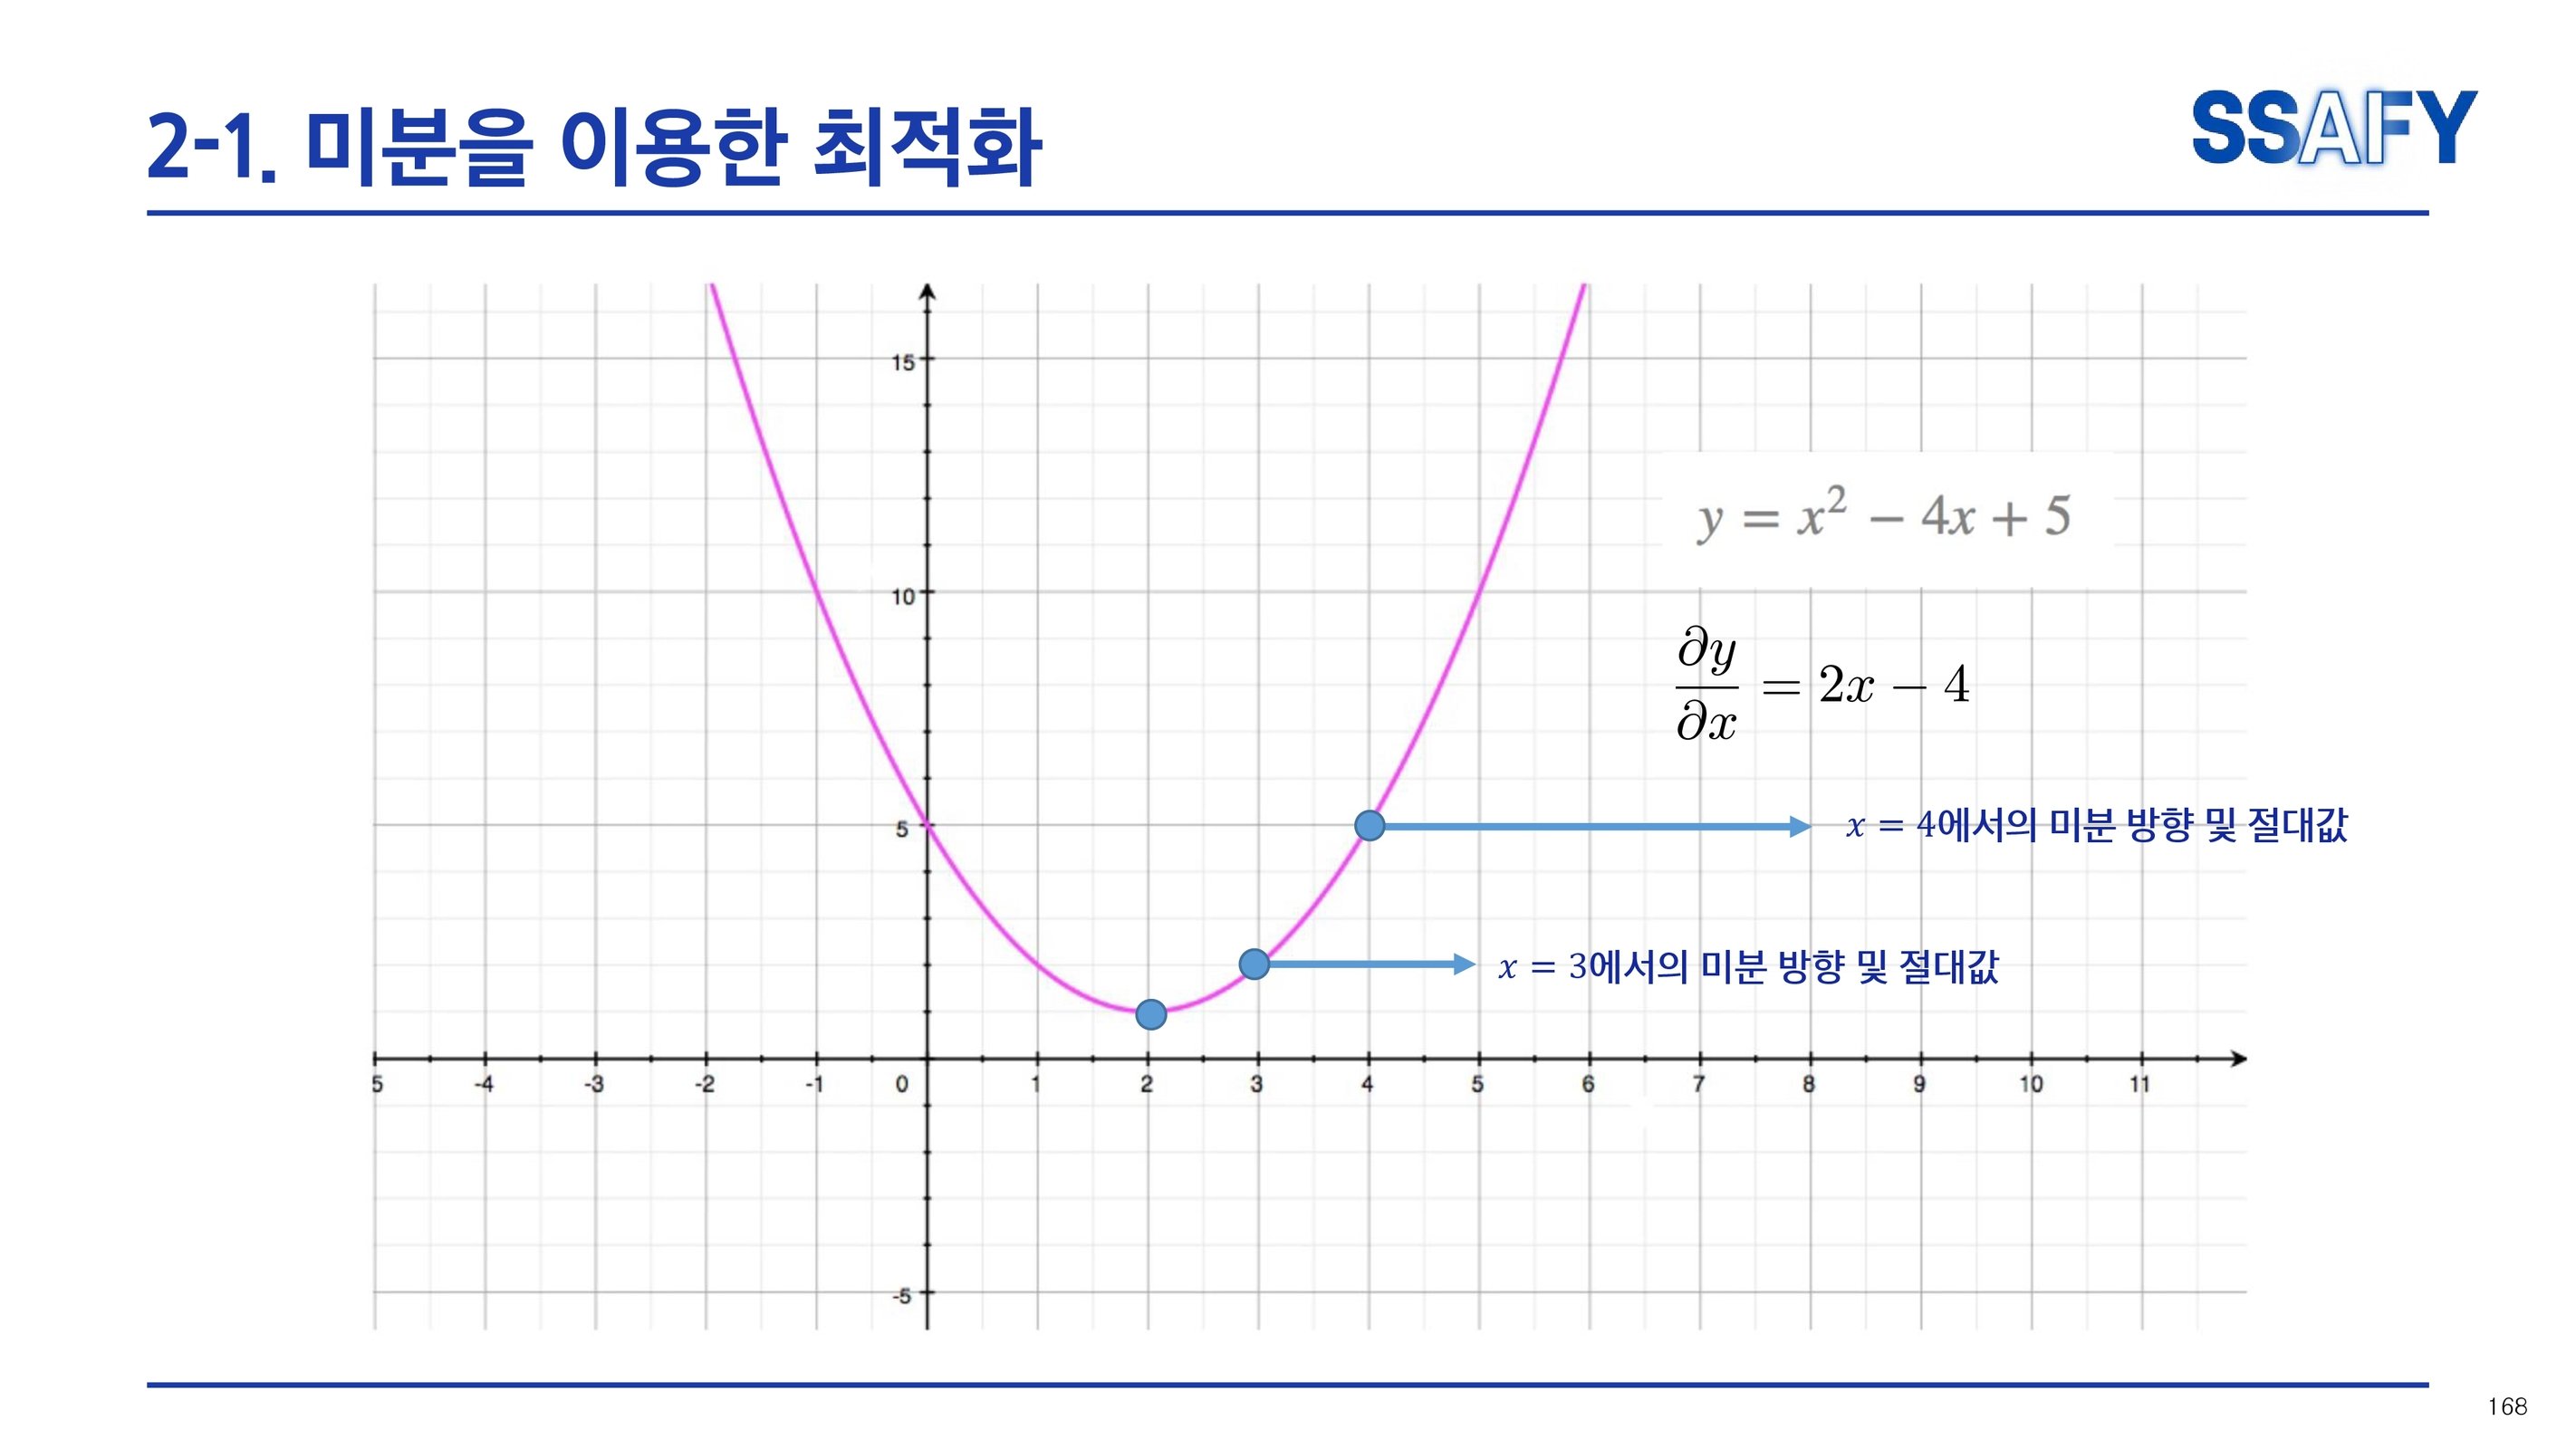 2-1. 미분을 이용한 최적화
SSAFY
15
y = x² − 4x + 5
10
∂y/∂x = 2x − 4
5
x = 4에서의 미분 방향 및 절대값
x = 3에서의 미분 방향 및 절대값
5 -4 -3 -2 -1 0 1 2 3 4 5 6 7 8 9 10 11
-5
168